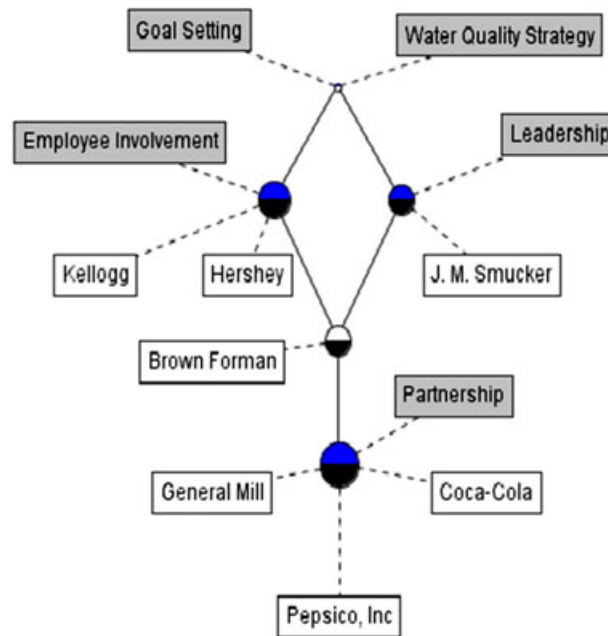 Goal Setting
Water Quality Strategy
Employee Involvement
Leadership
Kellogg
Hershey
J. M. Smucker
Brown Forman
Partnership
General Mill
Coca-Cola
Pepsico, Inc